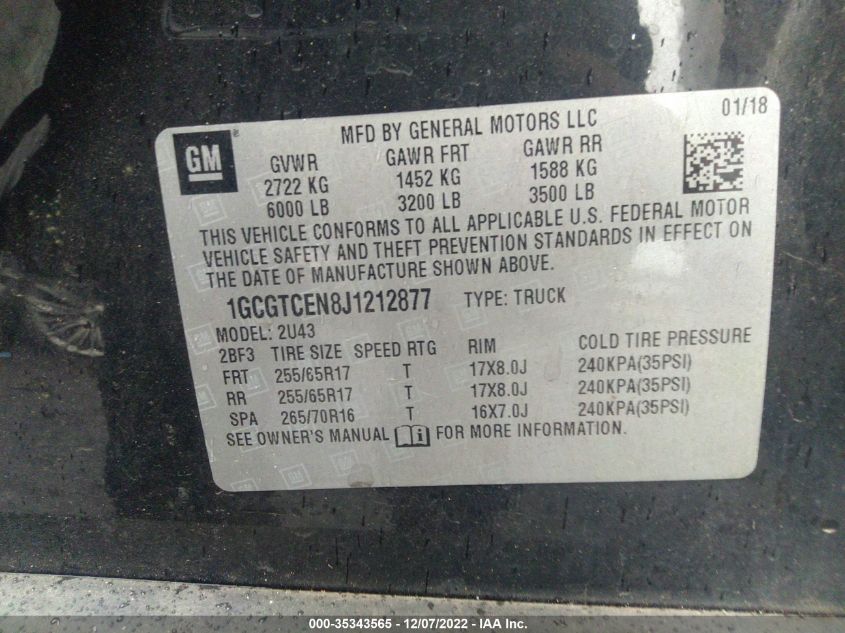 01/18
MFD BY GENERAL MOTORS LLC
GM
GVWR GAWR FRT GAWR RR
2722 KG 1452 KG 1588 KG
6000 LB 3200 LB 3500 LB
THIS VEHICLE CONFORMS TO ALL APPLICABLE U.S. FEDERAL MOTOR
VEHICLE SAFETY AND THEFT PREVENTION STANDARDS IN EFFECT ON
THE DATE OF MANUFACTURE SHOWN ABOVE.
1GCGTCEN8J1212877 TYPE: TRUCK
MODEL: 2U43
2BF3 TIRE SIZE SPEED RTG RIM COLD TIRE PRESSURE
FRT 255/65R17 T 17X8.0J 240KPA(35PSI)
RR 255/65R17 T 17X8.0J 240KPA(35PSI)
SPA 265/70R16 T 16X7.0J 240KPA(35PSI)
SEE OWNER'S MANUAL FOR MORE INFORMATION.
000-35343565 - 12/07/2022 - IAA Inc.